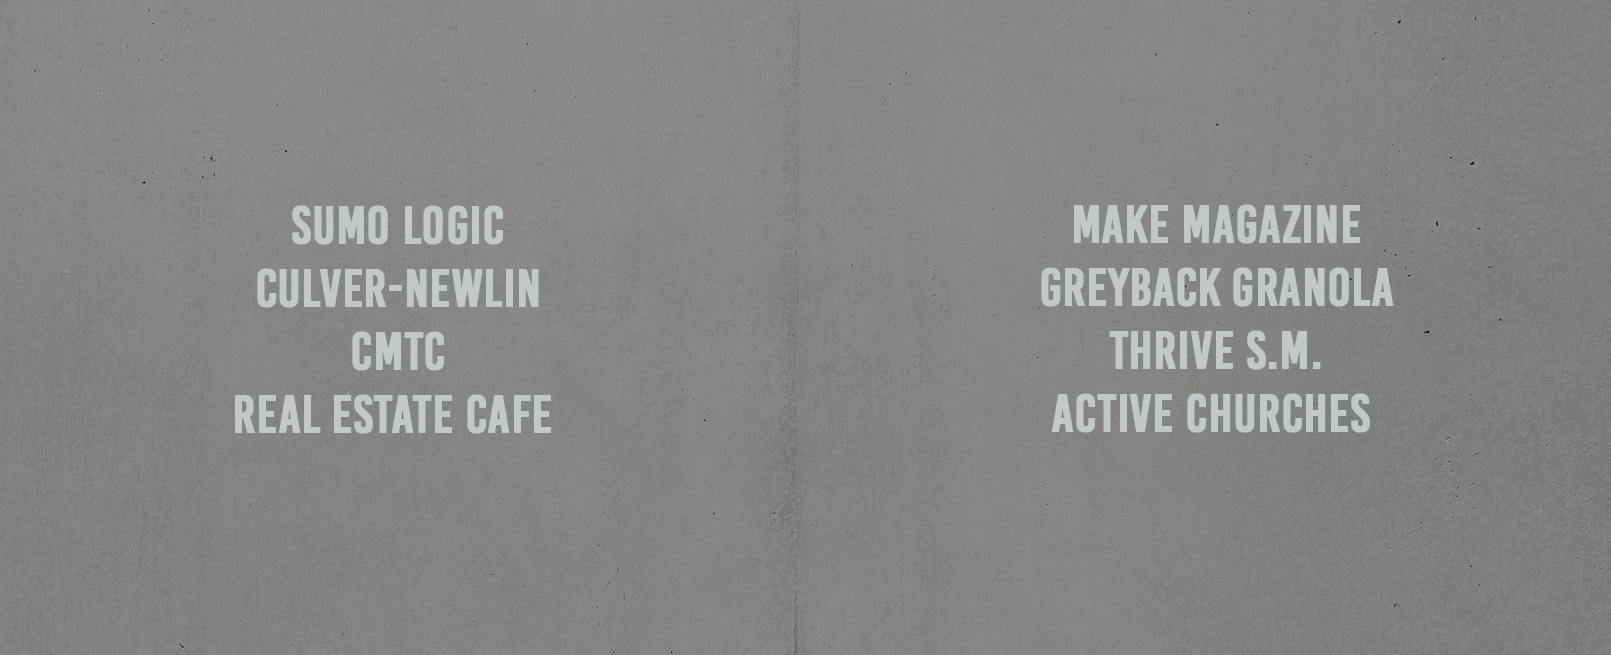 SUMO LOGIC
CULVER-NEWLIN
CMTC
REAL ESTATE CAFE
MAKE MAGAZINE
GREYBACK GRANOLA
THRIVE S.M.
ACTIVE CHURCHES